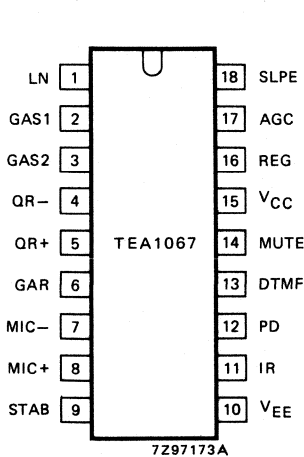 LN 1 18 SLPE
GAS1 2 17 AGC
GAS2 3 16 REG
QR− 4 15 VCC
QR+ 5 TEA1067 14 MUTE
GAR 6 13 DTMF
MIC− 7 12 PD
MIC+ 8 11 IR
STAB 9 10 VEE
7Z97173A